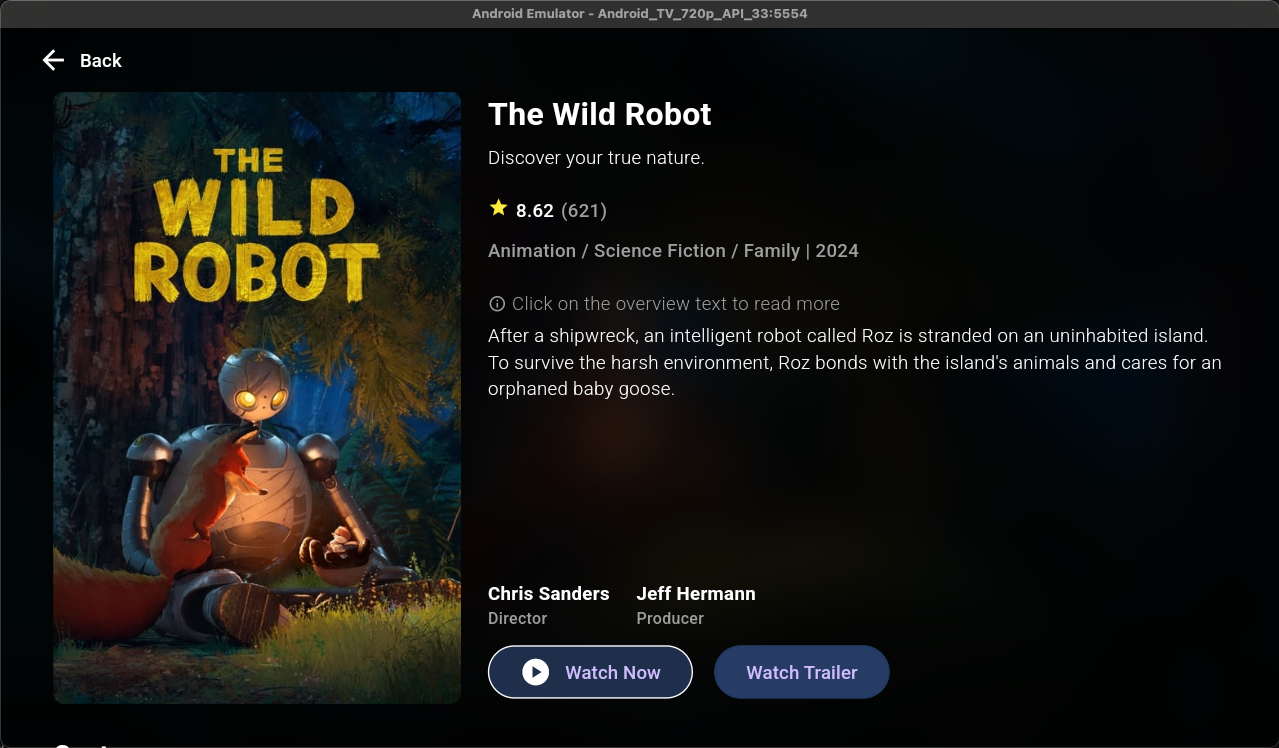 Android Emulator - Android_TV_720p_API_33:5554
Back
THE
WILD
ROBOT
The Wild Robot
Discover your true nature.
8.62 (621)
Animation / Science Fiction / Family | 2024
Click on the overview text to read more
After a shipwreck, an intelligent robot called Roz is stranded on an uninhabited island.
To survive the harsh environment, Roz bonds with the island's animals and cares for an
orphaned baby goose.
Chris Sanders Jeff Hermann
Director Producer
Watch Now Watch Trailer